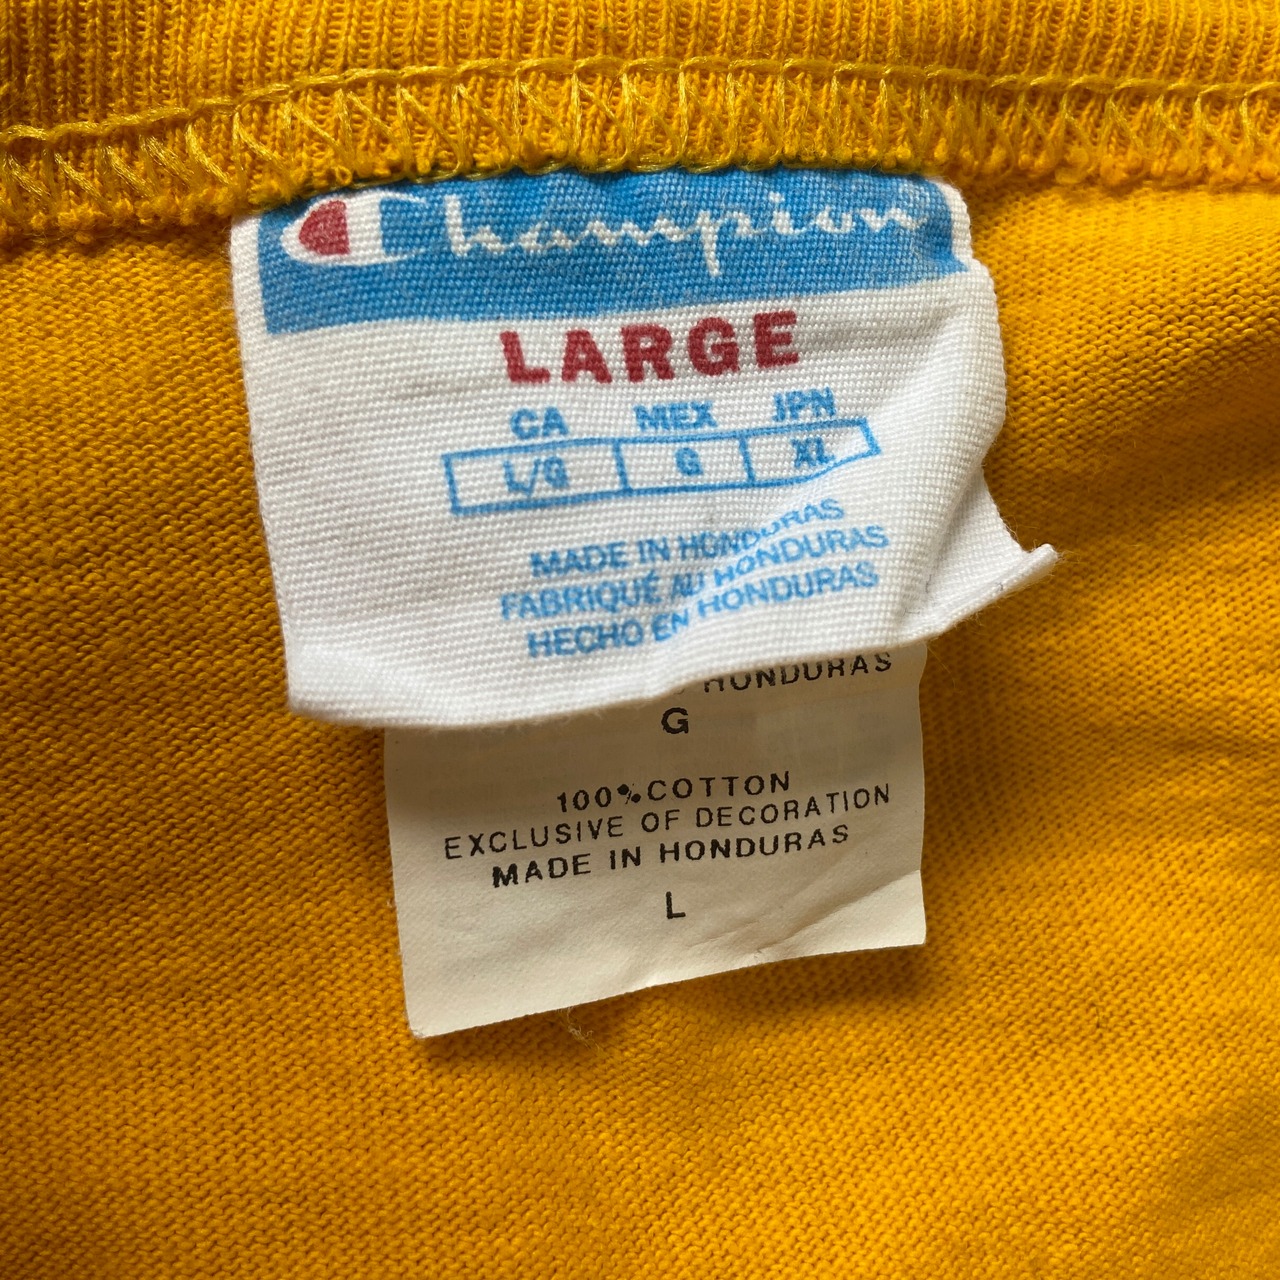 Champion
LARGE
CA MEX JPN
L/G G XL
MADE IN HONDURAS
FABRIQUÉ AU HONDURAS
HECHO EN HONDURAS
HONDURAS
G
100% COTTON
EXCLUSIVE OF DECORATION
MADE IN HONDURAS
L